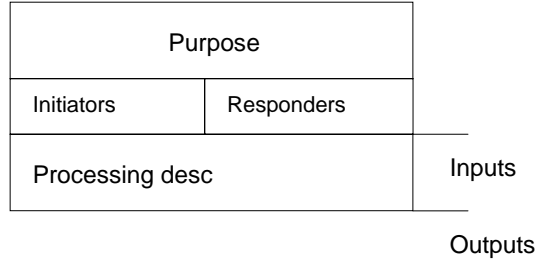 Purpose
Initiators
Responders
Processing desc
Inputs
Outputs